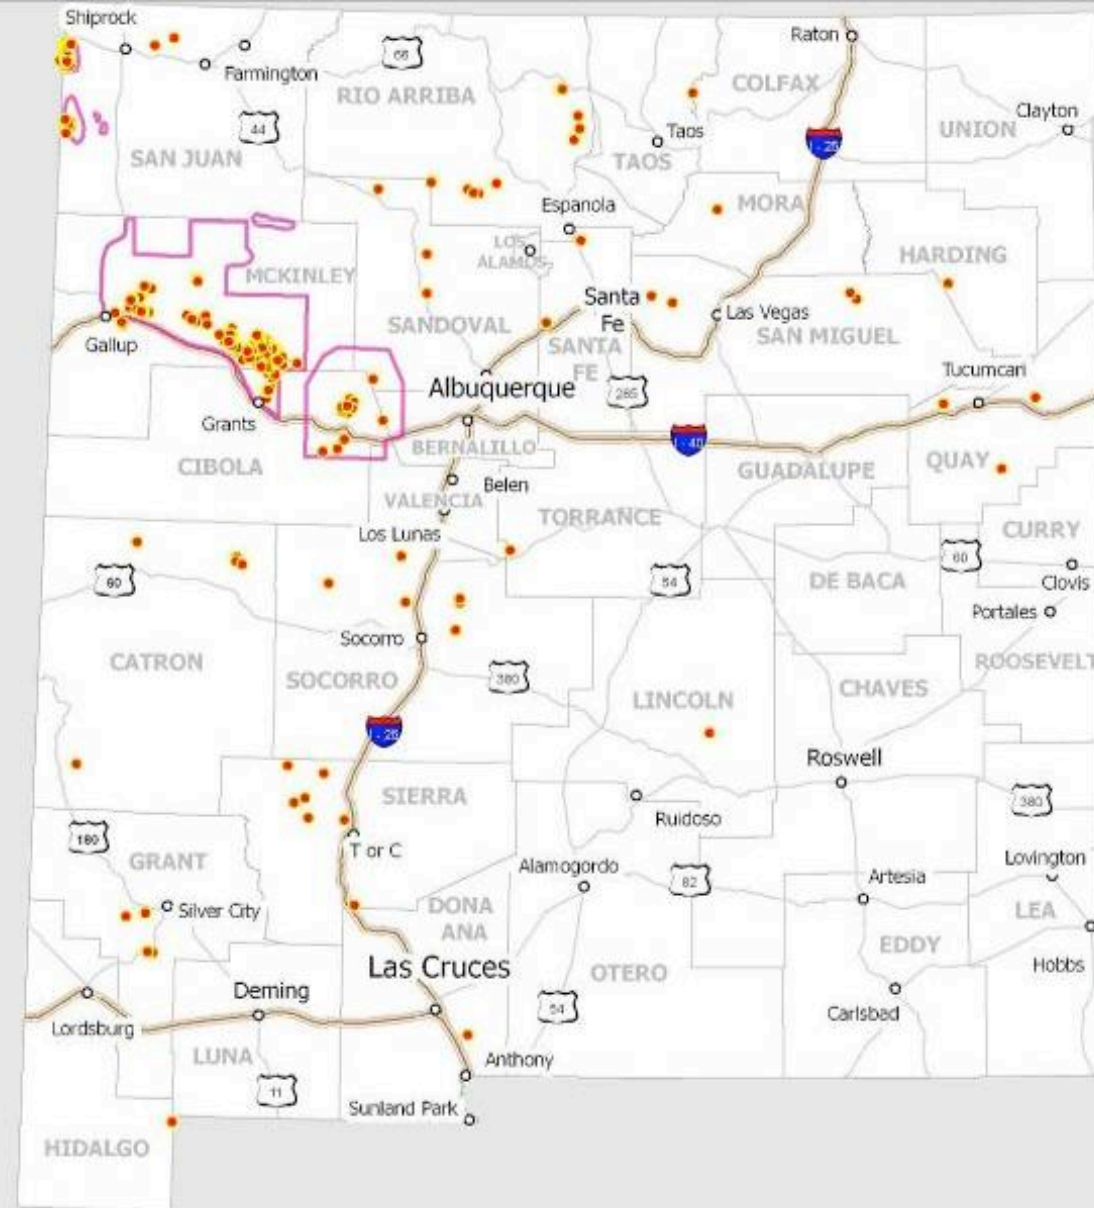 Shiprock
Raton
66
Farmington
COLFAX
RIO ARRIBA
Clayton
44
Taos
UNION
I-25
SAN JUAN
TAOS
Espanola
MORA
LOS
ALAMOS
HARDING
MCKINLEY
Santa
Fe
Las Vegas
SANDOVAL
SAN MIGUEL
Gallup
SANTA
FE
Tucumcari
Albuquerque
285
Grants
I-40
BERNALILLO
CIBOLA
GUADALUPE
QUAY
Belen
VALENCIA
TORRANCE
CURRY
Los Lunas
60
60
54
DE BACA
Clovis
Portales
Socorro
CATRON
ROOSEVELT
SOCORRO
380
CHAVES
LINCOLN
I-25
Roswell
SIERRA
380
Ruidoso
180
T or C
GRANT
Alamogordo
Lovington
82
Artesia
Silver City
DONA
ANA
LEA
EDDY
Las Cruces
OTERO
Hobbs
Deming
54
Carlsbad
Lordsburg
LUNA
Anthony
11
Sunland Park
HIDALGO